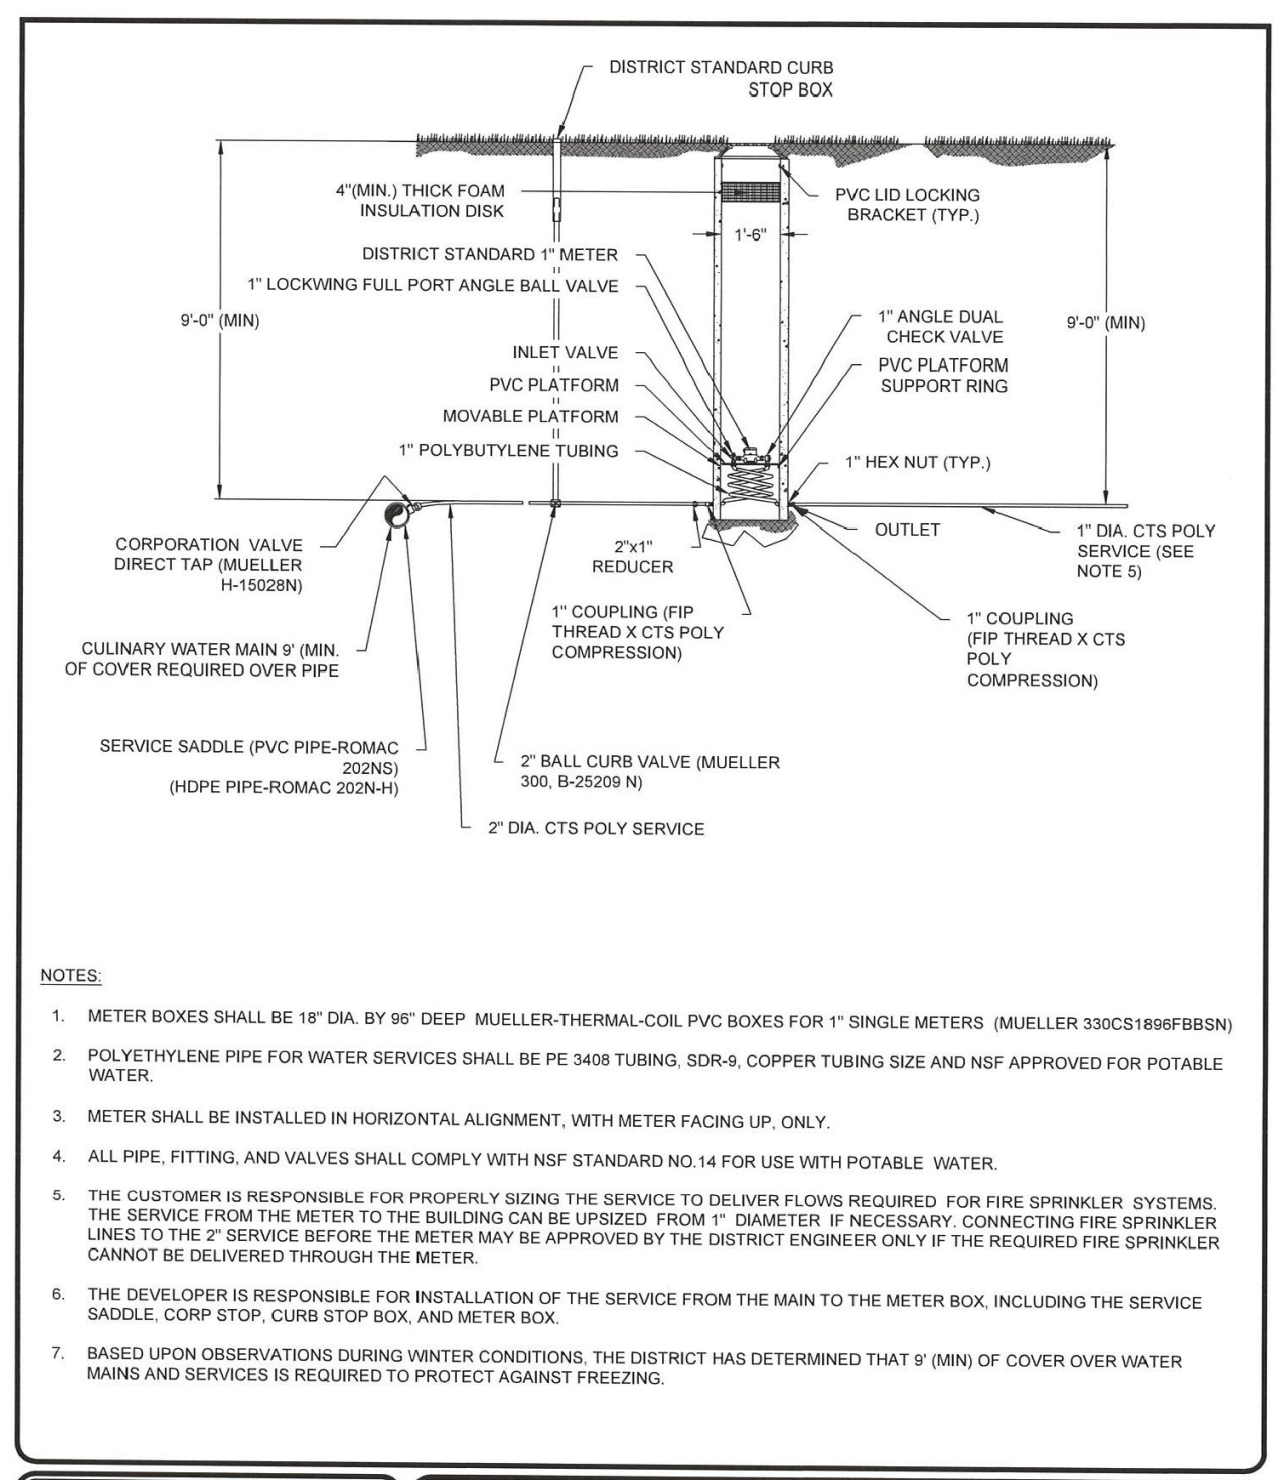 DISTRICT STANDARD CURB
STOP BOX
4"(MIN.) THICK FOAM
INSULATION DISK
PVC LID LOCKING
BRACKET (TYP.)
1'-6"
DISTRICT STANDARD 1" METER
1" LOCKWING FULL PORT ANGLE BALL VALVE
9'-0" (MIN)
1" ANGLE DUAL
CHECK VALVE
9'-0" (MIN)
INLET VALVE
PVC PLATFORM
SUPPORT RING
PVC PLATFORM
MOVABLE PLATFORM
1" POLYBUTYLENE TUBING
1" HEX NUT (TYP.)
OUTLET
CORPORATION VALVE
DIRECT TAP (MUELLER
H-15028N)
2"x1"
REDUCER
1" DIA. CTS POLY
SERVICE (SEE
NOTE 5)
1" COUPLING (FIP
THREAD X CTS POLY
COMPRESSION)
1" COUPLING
(FIP THREAD X CTS
POLY
COMPRESSION)
CULINARY WATER MAIN 9' (MIN.
OF COVER REQUIRED OVER PIPE
SERVICE SADDLE (PVC PIPE-ROMAC
202NS)
(HDPE PIPE-ROMAC 202N-H)
2" BALL CURB VALVE (MUELLER
300, B-25209 N)
2" DIA. CTS POLY SERVICE
NOTES:
1. METER BOXES SHALL BE 18" DIA. BY 96" DEEP MUELLER-THERMAL-COIL PVC BOXES FOR 1" SINGLE METERS (MUELLER 330CS1896FBBSN)
2. POLYETHYLENE PIPE FOR WATER SERVICES SHALL BE PE 3408 TUBING, SDR-9, COPPER TUBING SIZE AND NSF APPROVED FOR POTABLE
WATER.
3. METER SHALL BE INSTALLED IN HORIZONTAL ALIGNMENT, WITH METER FACING UP, ONLY.
4. ALL PIPE, FITTING, AND VALVES SHALL COMPLY WITH NSF STANDARD NO.14 FOR USE WITH POTABLE WATER.
5. THE CUSTOMER IS RESPONSIBLE FOR PROPERLY SIZING THE SERVICE TO DELIVER FLOWS REQUIRED FOR FIRE SPRINKLER SYSTEMS.
THE SERVICE FROM THE METER TO THE BUILDING CAN BE UPSIZED FROM 1" DIAMETER IF NECESSARY. CONNECTING FIRE SPRINKLER
LINES TO THE 2" SERVICE BEFORE THE METER MAY BE APPROVED BY THE DISTRICT ENGINEER ONLY IF THE REQUIRED FIRE SPRINKLER
CANNOT BE DELIVERED THROUGH THE METER.
6. THE DEVELOPER IS RESPONSIBLE FOR INSTALLATION OF THE SERVICE FROM THE MAIN TO THE METER BOX, INCLUDING THE SERVICE
SADDLE, CORP STOP, CURB STOP BOX, AND METER BOX.
7. BASED UPON OBSERVATIONS DURING WINTER CONDITIONS, THE DISTRICT HAS DETERMINED THAT 9' (MIN) OF COVER OVER WATER
MAINS AND SERVICES IS REQUIRED TO PROTECT AGAINST FREEZING.